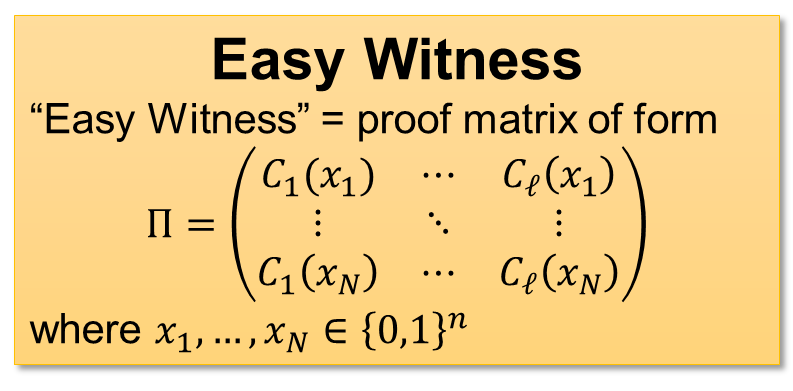 Easy Witness
“Easy Witness” = proof matrix of form
C₁(x₁) ⋯ C_ℓ(x₁)
Π = ⋮ ⋱ ⋮
C₁(x_N) ⋯ C_ℓ(x_N)
where x₁, …, x_N ∈ {0,1}ⁿ